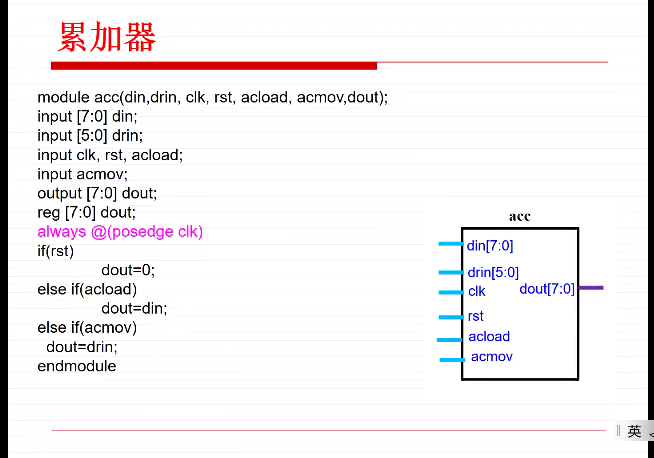 累加器
module acc(din,drin, clk, rst, acload, acmov,dout);
input [7:0] din;
input [5:0] drin;
input clk, rst, acload;
input acmov;
output [7:0] dout;
reg [7:0] dout;
always @(posedge clk)
if(rst)
dout=0;
else if(acload)
dout=din;
else if(acmov)
dout=drin;
endmodule
acc
din[7:0]
drin[5:0]
clk
dout[7:0]
rst
acload
acmov
英